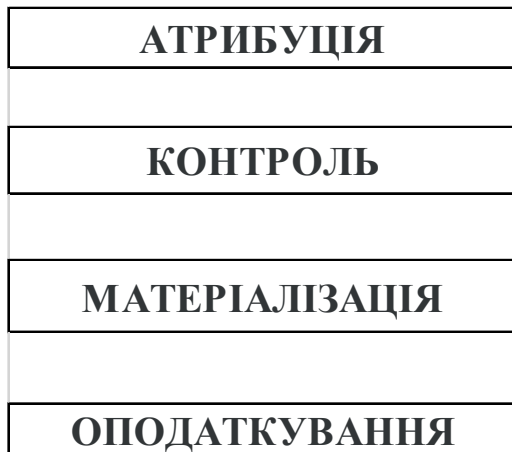 АТРИБУЦІЯ
КОНТРОЛЬ
МАТЕРІАЛІЗАЦІЯ
ОПОДАТКУВАННЯ